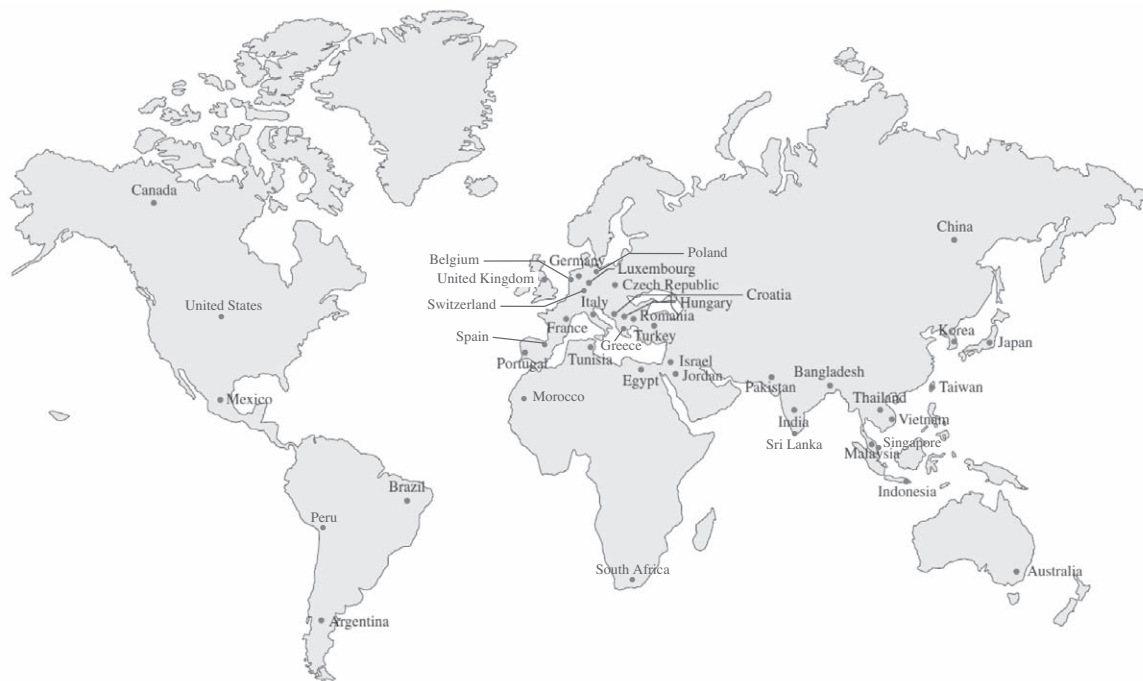 Canada
China
Belgium
Germany
Poland
Luxembourg
United Kingdom
Czech Republic
Switzerland
Italy
Croatia
Hungary
United States
Romania
France
Spain
Turkey
Greece
Korea
Japan
Portugal
Tunisia
Israel
Bangladesh
Egypt
Jordan
Pakistan
Taiwan
Mexico
Morocco
Thailand
India
Vietnam
Sri Lanka
Singapore
Malaysia
Brazil
Indonesia
Peru
South Africa
Australia
Argentina